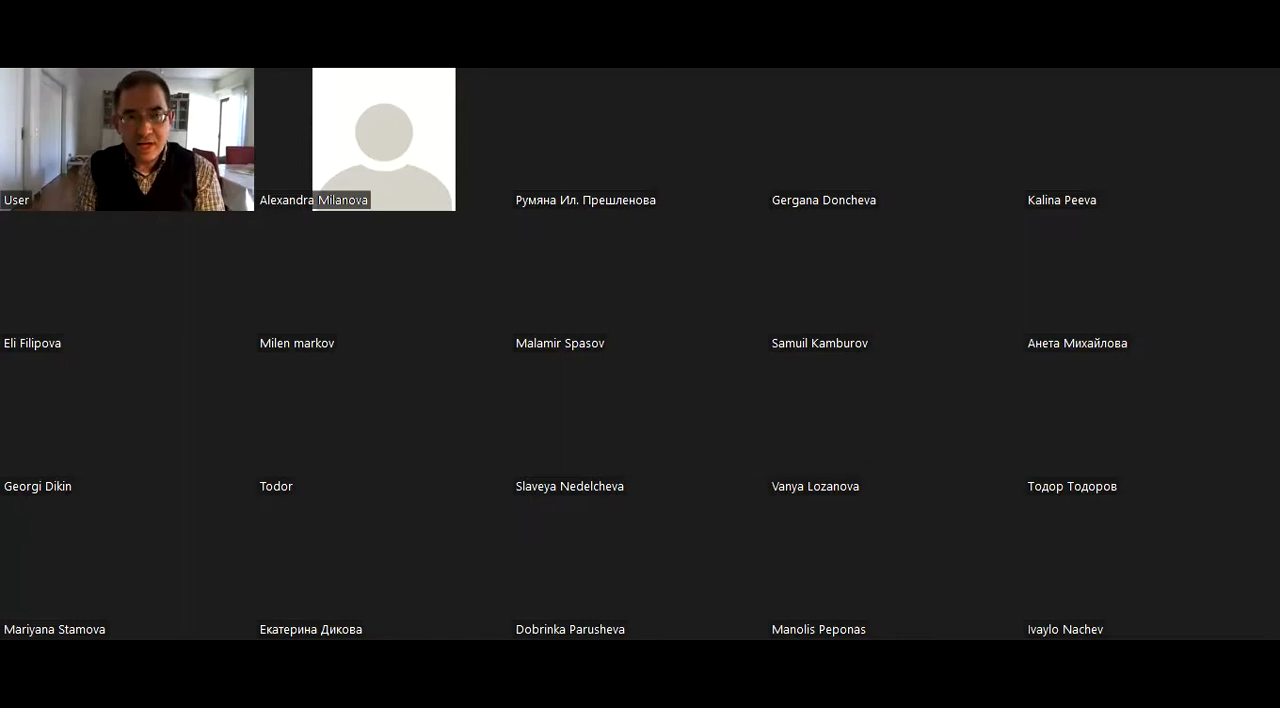 User
Alexandra Milanova
Румяна Ил. Прешленова
Gergana Doncheva
Kalina Peeva
Eli Filipova
Milen markov
Malamir Spasov
Samuil Kamburov
Анета Михайлова
Georgi Dikin
Todor
Slaveya Nedelcheva
Vanya Lozanova
Тодор Тодоров
Mariyana Stamova
Екатерина Дикова
Dobrinka Parusheva
Manolis Peponas
Ivaylo Nachev